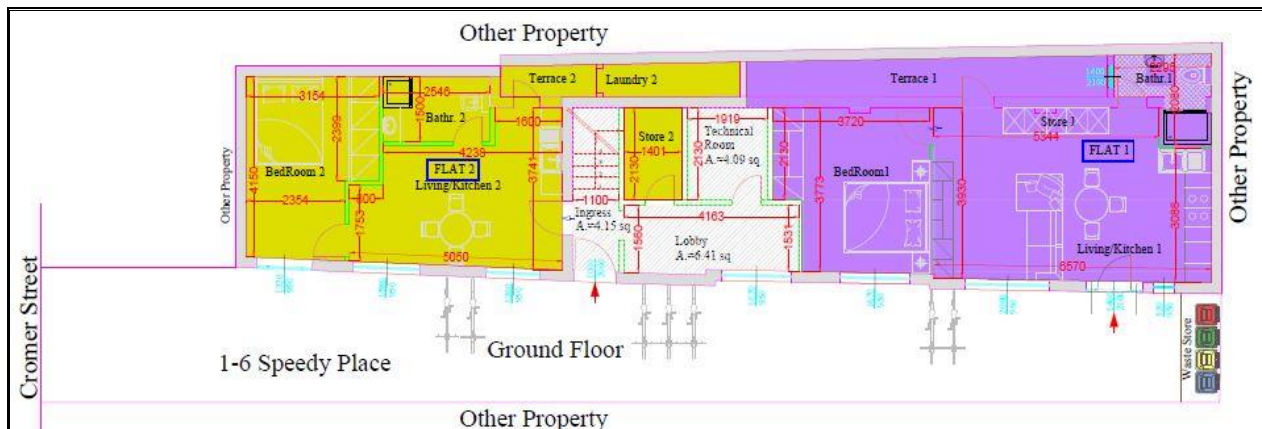 Other Property
Terrace 2
Laundry 2
Terrace 1
Bathr.1
2080
3154
2546
2399
1500
Bathr. 2
1600
4239
FLAT 2
BedRoom 2
Living/Kitchen 2
4150
2354
800
1753
5050
3741
1100
Ingress
A.=4.15 sq
Store 2
1401
2130
1919
2130
Technical
Room
A.=4.09 sq
4163
1560
1531
Lobby
A.=6.41 sq
3720
2130
3773
BedRoom1
3930
Store 1
5344
FLAT 1
3086
Living/Kitchen 1
6570
Other Property
Other Property
Cromer Street
1-6 Speedy Place
Ground Floor
Waste Store
Other Property